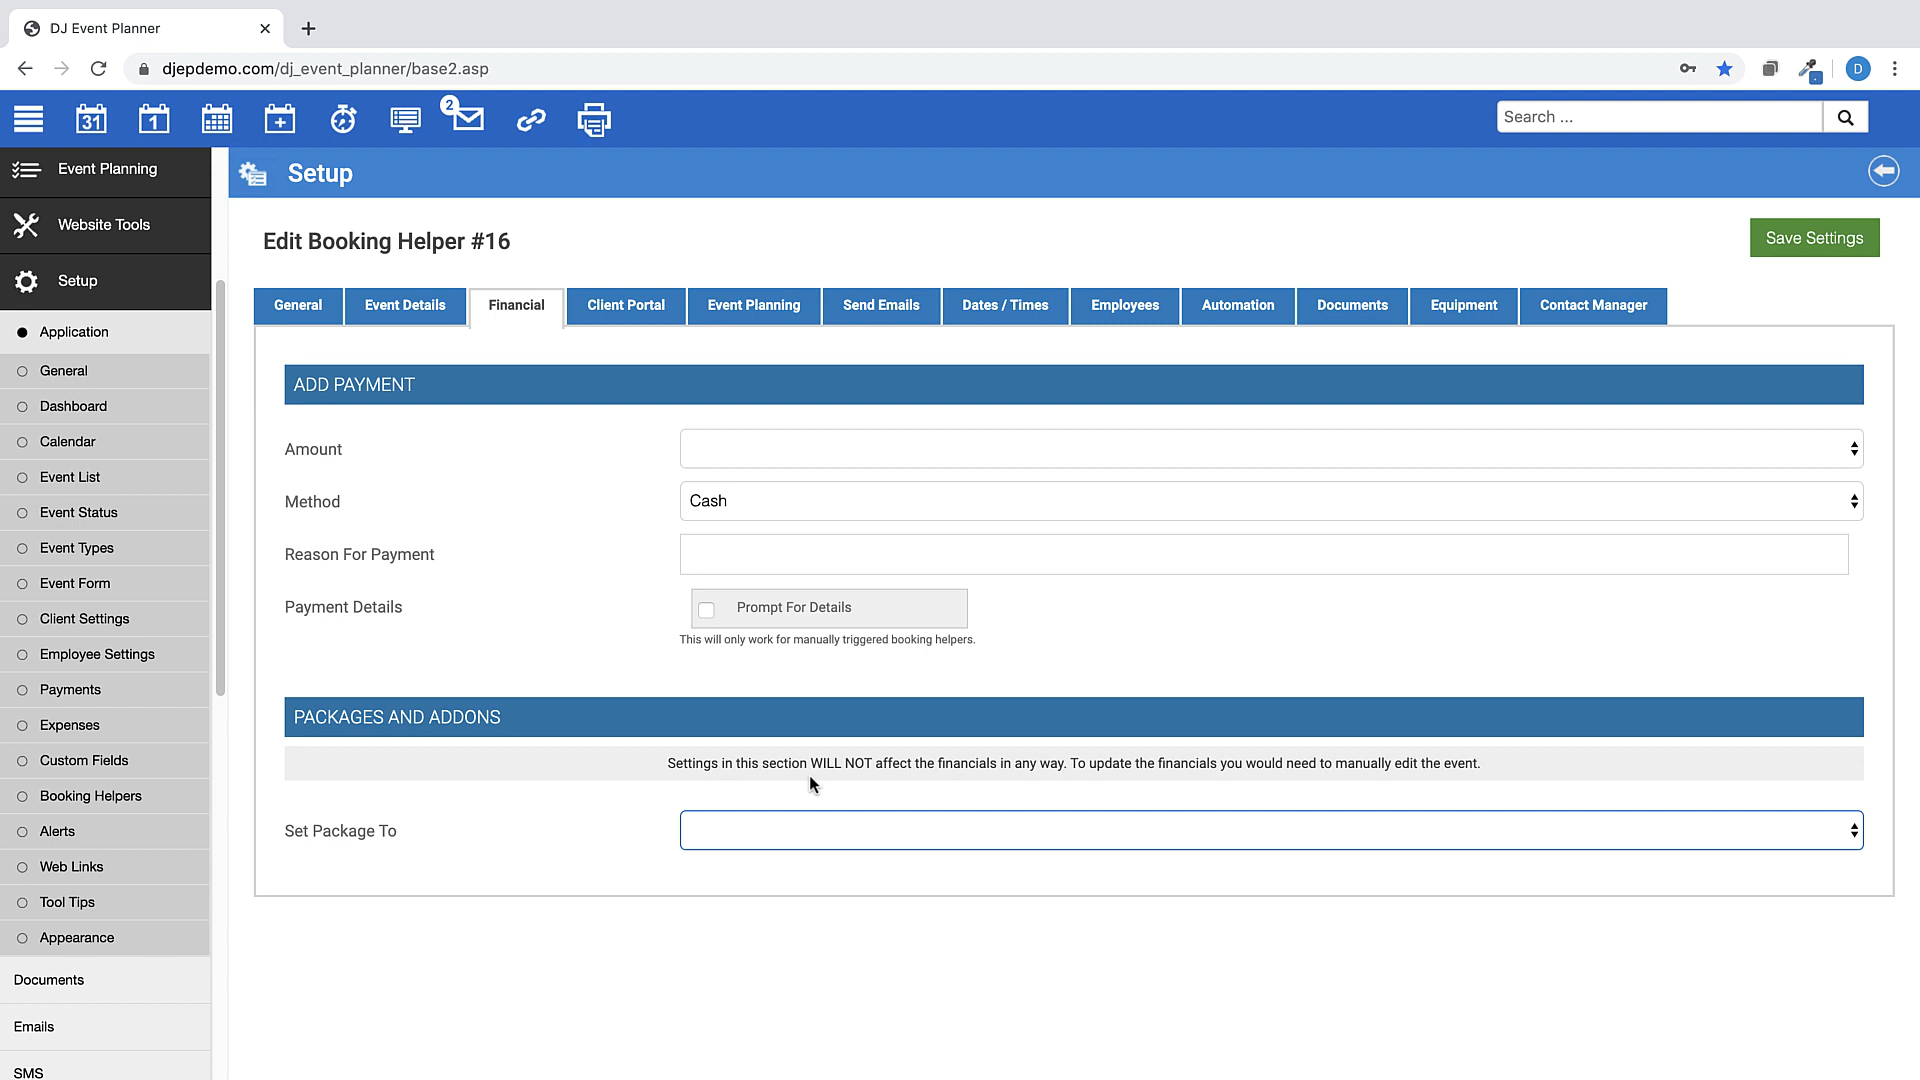 DJ Event Planner
djepdemo.com/dj_event_planner/base2.asp
D
31
1
2
Search ...
Event Planning
Website Tools
Setup
Application
General
Dashboard
Calendar
Event List
Event Status
Event Types
Event Form
Client Settings
Employee Settings
Payments
Expenses
Custom Fields
Booking Helpers
Alerts
Web Links
Tool Tips
Appearance
Documents
Emails
SMS
Setup
Edit Booking Helper #16
Save Settings
General
Event Details
Financial
Client Portal
Event Planning
Send Emails
Dates / Times
Employees
Automation
Documents
Equipment
Contact Manager
ADD PAYMENT
Amount
Method
Cash
Reason For Payment
Payment Details
Prompt For Details
This will only work for manually triggered booking helpers.
PACKAGES AND ADDONS
Settings in this section WILL NOT affect the financials in any way. To update the financials you would need to manually edit the event.
Set Package To